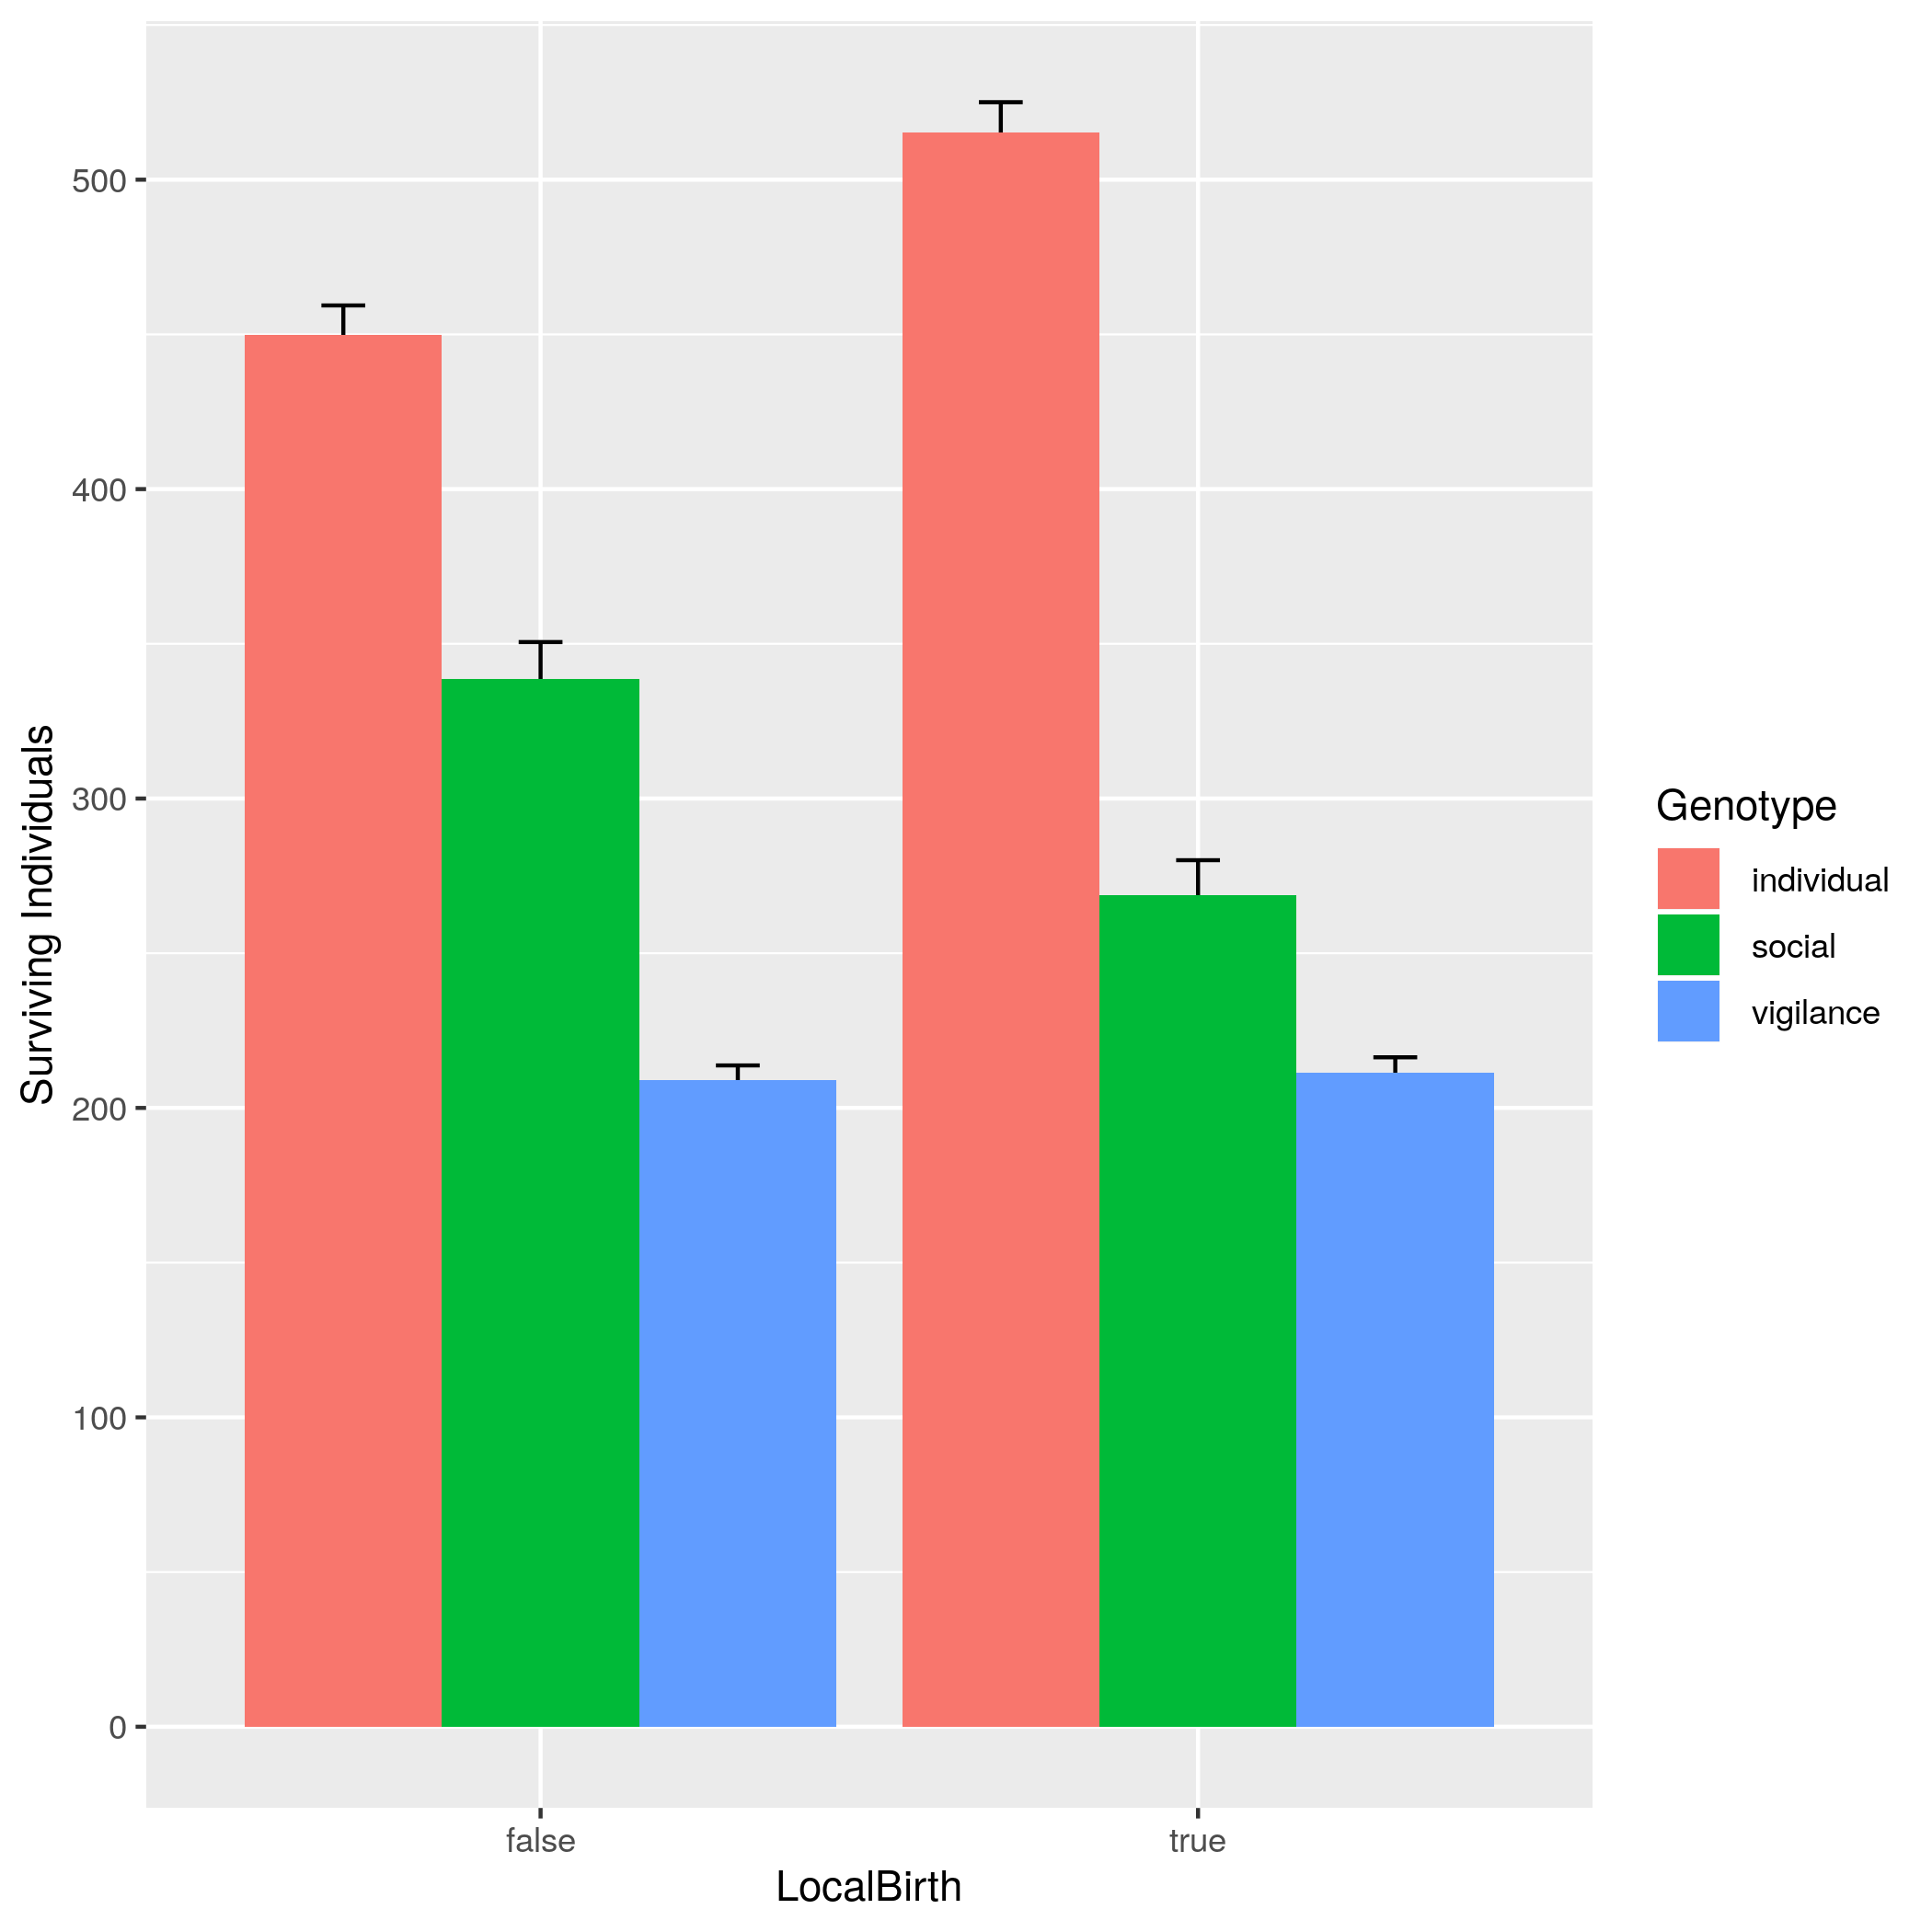 Surviving Individuals
500
400
300
200
100
0
false
true
LocalBirth
Genotype
individual
social
vigilance